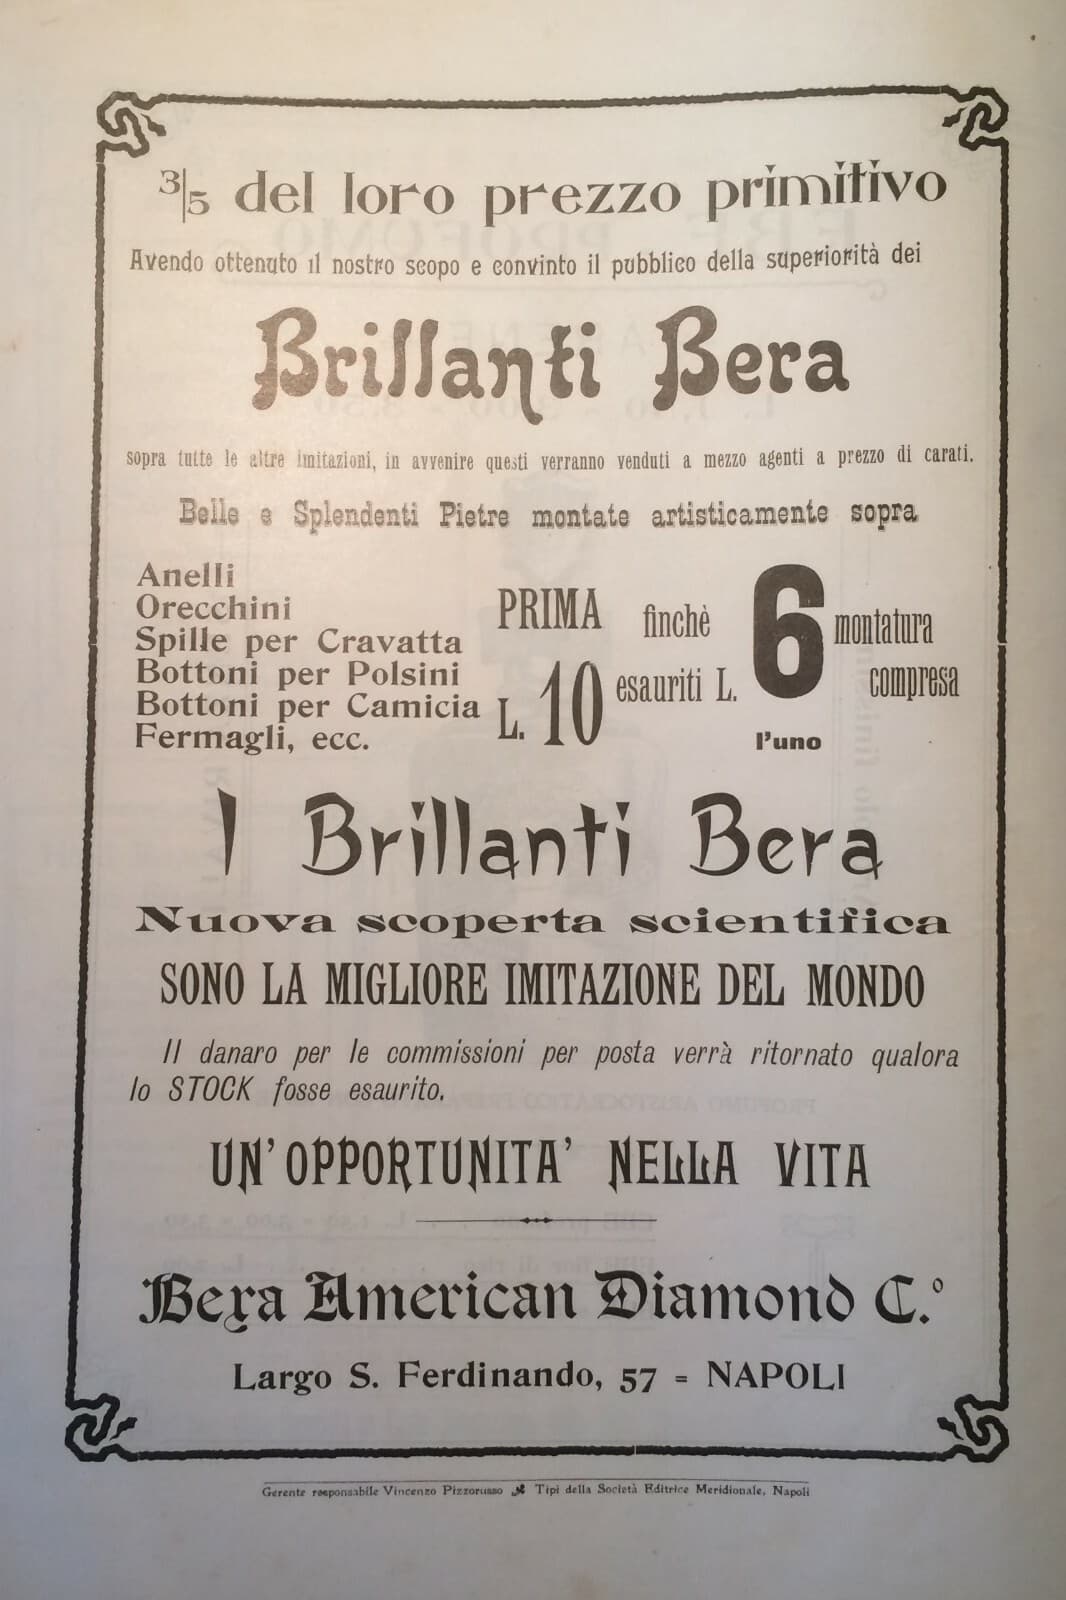 3/5 del loro prezzo primitivo
Avendo ottenuto il nostro scopo e convinto il pubblico della superiorità dei
Brillanti Bera
sopra tutte le altre imitazioni, in avvenire questi verranno venduti a mezzo agenti a prezzo di carati.
Belle e Splendenti Pietre montate artisticamente sopra
Anelli
Orecchini
Spille per Cravatta
Bottoni per Polsini
Bottoni per Camicia
Fermagli, ecc.
PRIMA
L. 10
finchè
esauriti L.
6
l'uno
montatura
compresa
I Brillanti Bera
Nuova scoperta scientifica
SONO LA MIGLIORE IMITAZIONE DEL MONDO
Il danaro per le commissioni per posta verrà ritornato qualora
lo STOCK fosse esaurito.
UN' OPPORTUNITA' NELLA VITA
Bera American Diamond C.º
Largo S. Ferdinando, 57 = NAPOLI
Gerente responsabile Vincenzo Pizzorusso Tipi della Società Editrice Meridionale, Napoli